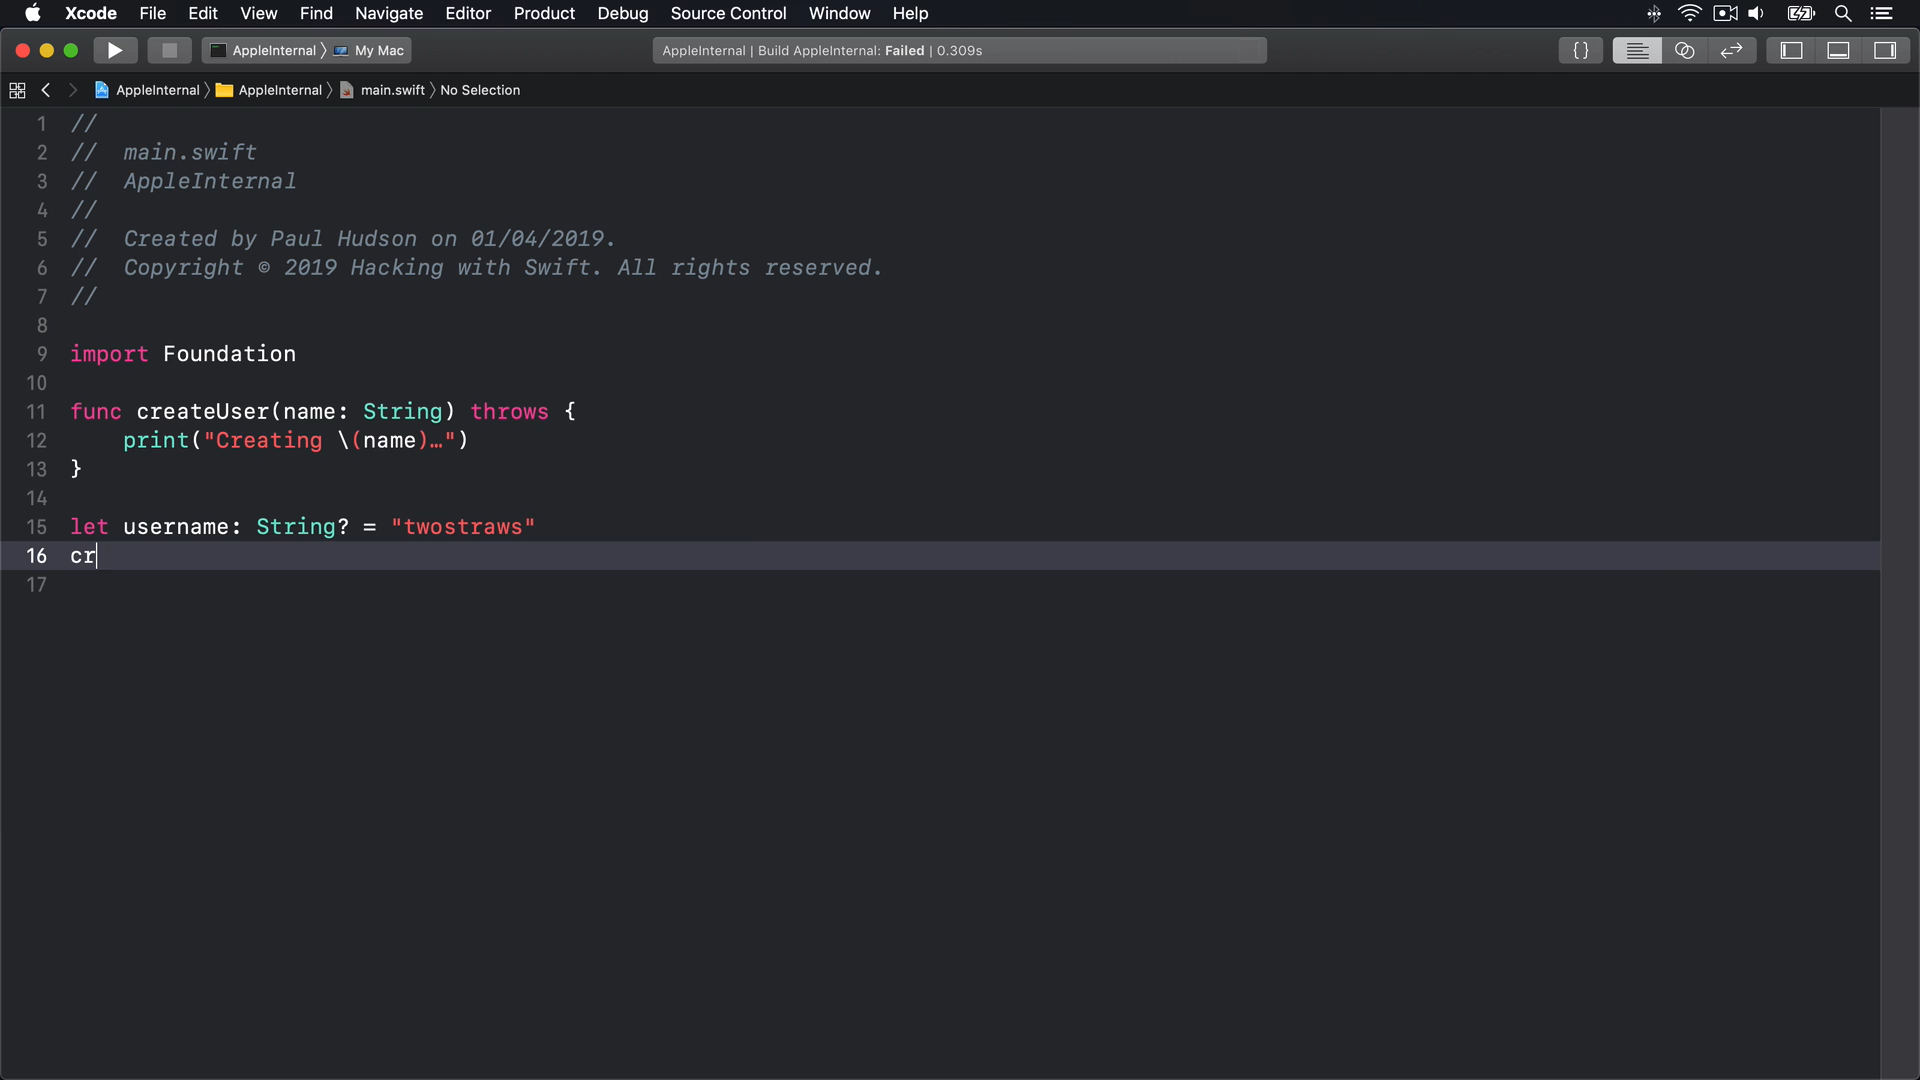 Xcode File Edit View Find Navigate Editor Product Debug Source Control Window Help
AppleInternal 〉 My Mac AppleInternal | Build AppleInternal: Failed | 0.309s {}
AppleInternal 〉 AppleInternal 〉 main.swift 〉 No Selection
1 //
2 //  main.swift
3 //  AppleInternal
4 //
5 //  Created by Paul Hudson on 01/04/2019.
6 //  Copyright © 2019 Hacking with Swift. All rights reserved.
7 //
8
9 import Foundation
10
11 func createUser(name: String) throws {
12     print("Creating \(name)…")
13 }
14
15 let username: String? = "twostraws"
16 cr
17